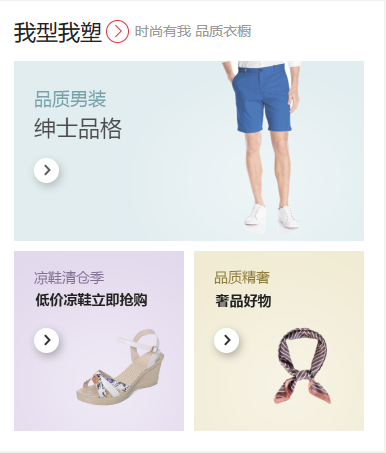 我型我塑 时尚有我 品质衣橱
品质男装
绅士品格
凉鞋清仓季
低价凉鞋立即抢购
品质精奢
奢品好物